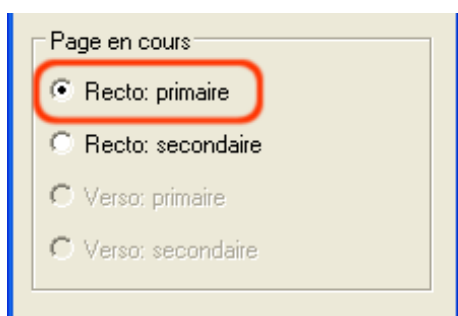 Page en cours
Recto: primaire
Recto: secondaire
Verso: primaire
Verso: secondaire